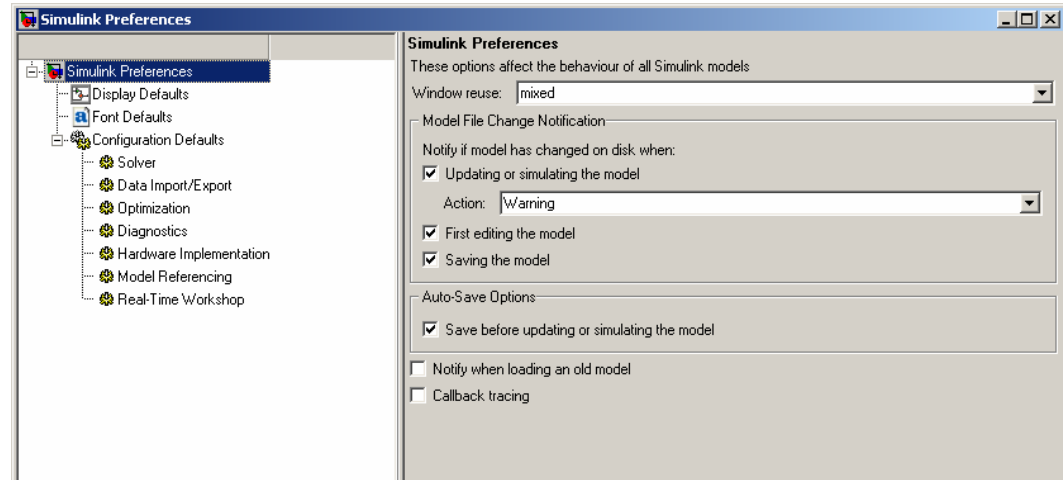 Simulink Preferences
Simulink Preferences
Display Defaults
Font Defaults
Configuration Defaults
Solver
Data Import/Export
Optimization
Diagnostics
Hardware Implementation
Model Referencing
Real-Time Workshop
Simulink Preferences
These options affect the behaviour of all Simulink models
Window reuse: mixed
Model File Change Notification
Notify if model has changed on disk when:
Updating or simulating the model
Action: Warning
First editing the model
Saving the model
Auto-Save Options
Save before updating or simulating the model
Notify when loading an old model
Callback tracing